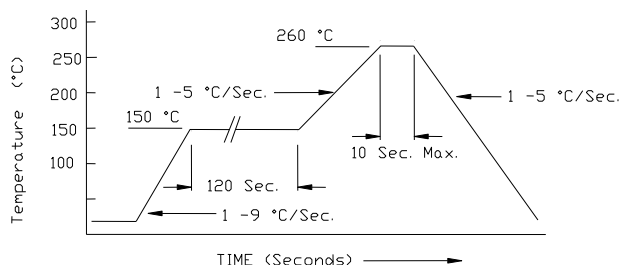 300
260 °C
250
Temperature (°C)
200
1 -5 °C/Sec.
1 -5 °C/Sec.
150 °C
150
10 Sec. Max.
100
120 Sec.
1 -9 °C/Sec.
TIME (Seconds)